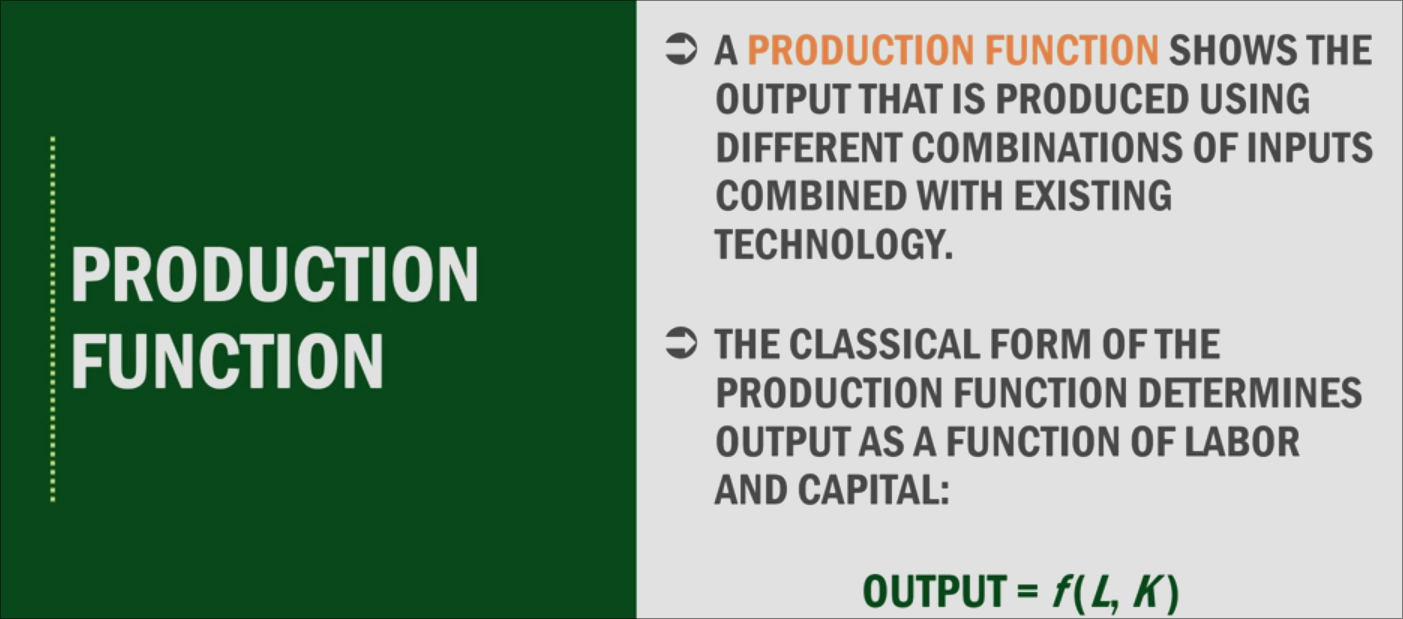 PRODUCTION
FUNCTION
➲ A PRODUCTION FUNCTION SHOWS THE
OUTPUT THAT IS PRODUCED USING
DIFFERENT COMBINATIONS OF INPUTS
COMBINED WITH EXISTING
TECHNOLOGY.
➲ THE CLASSICAL FORM OF THE
PRODUCTION FUNCTION DETERMINES
OUTPUT AS A FUNCTION OF LABOR
AND CAPITAL:
OUTPUT = f(L, K)